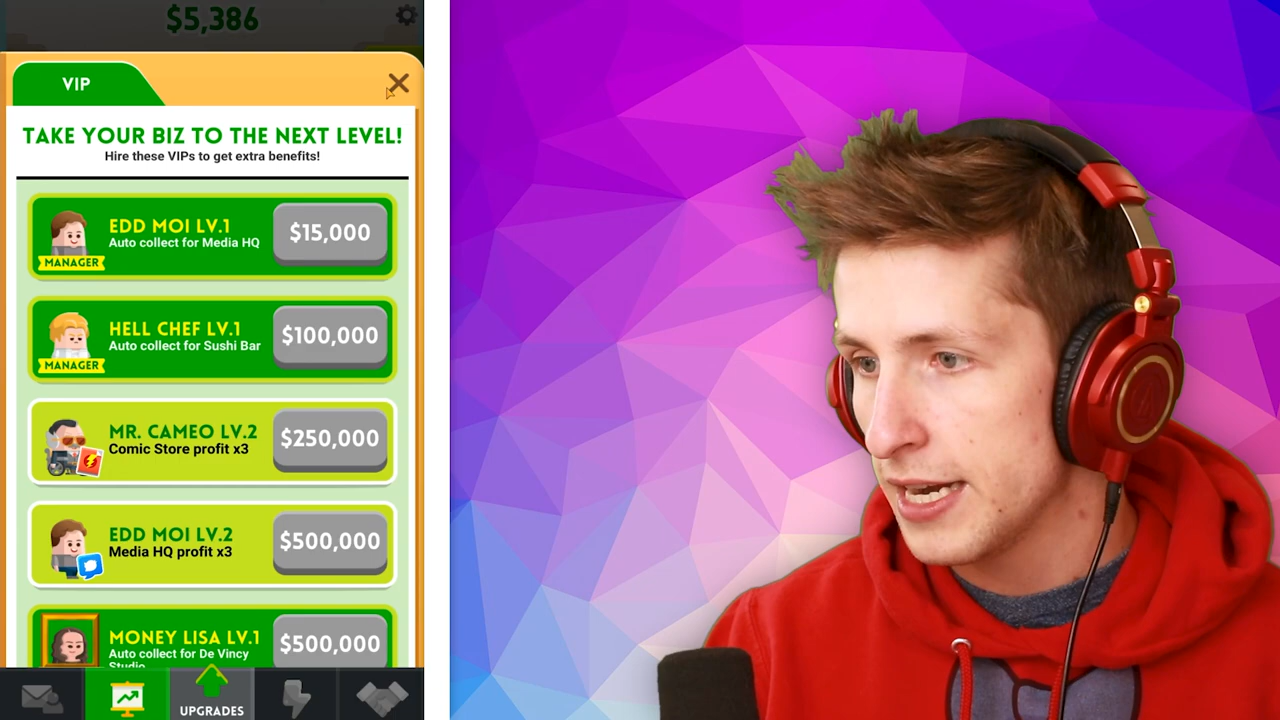 $5,386
VIP
TAKE YOUR BIZ TO THE NEXT LEVEL!
Hire these VIPs to get extra benefits!
EDD MOI LV.1
Auto collect for Media HQ
$15,000
MANAGER
HELL CHEF LV.1
Auto collect for Sushi Bar
$100,000
MANAGER
MR. CAMEO LV.2
Comic Store profit x3
$250,000
EDD MOI LV.2
Media HQ profit x3
$500,000
MONEY LISA LV.1
Auto collect for De Vincy
Studio
$500,000
UPGRADES